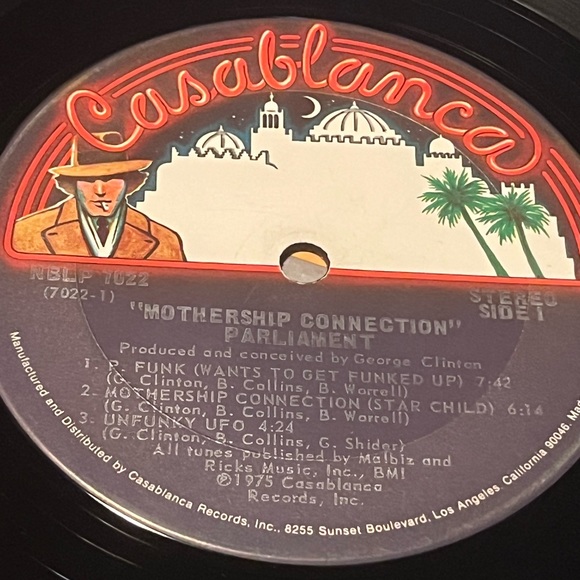 Casablanca
NBLP 7022
(7022-1)
STEREO
SIDE 1
"MOTHERSHIP CONNECTION"
PARLIAMENT
Produced and conceived by George Clinton
1. P. FUNK (WANTS TO GET FUNKED UP) 7:42
(G. Clinton, B. Collins, B. Worrell)
2. MOTHERSHIP CONNECTION (STAR CHILD) 6:14
(G. Clinton, B. Collins, B. Worrell)
3. UNFUNKY UFO 4:24
(G. Clinton, B. Collins, G. Shider)
All tunes published by Malbiz and
Ricks Music, Inc., BMI
℗1975 Casablanca
Records, Inc.
Manufactured and Distributed by Casablanca Records, Inc., 8255 Sunset Boulevard, Los Angeles, California 90046.